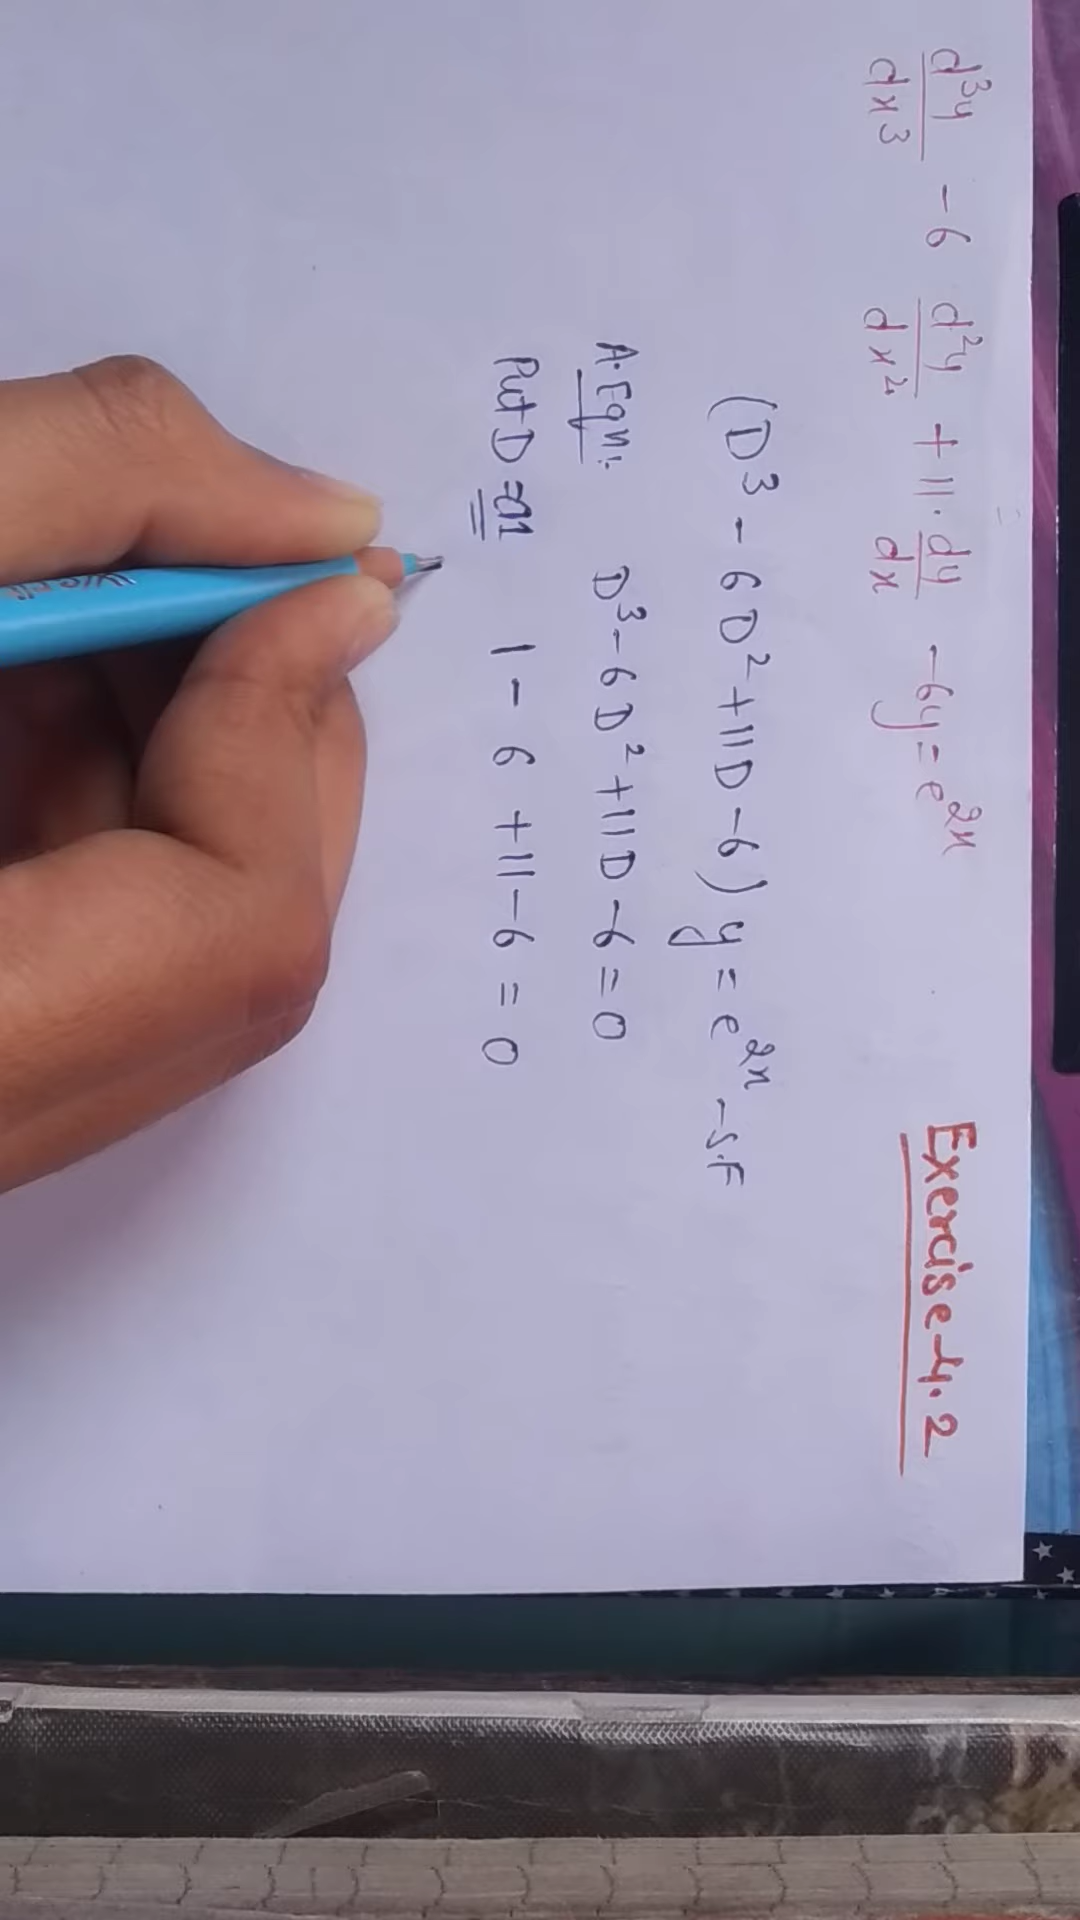 Exercise-4.2
d³y/dx³ - 6 d²y/dx² + 11. dy/dx - 6y = e^2x
(D³ - 6D² + 11D - 6) y = e^2x - S.F
A.Eqn:. D³ - 6D² + 11D - 6 = 0
Put D = 1 1 - 6 + 11 - 6 = 0